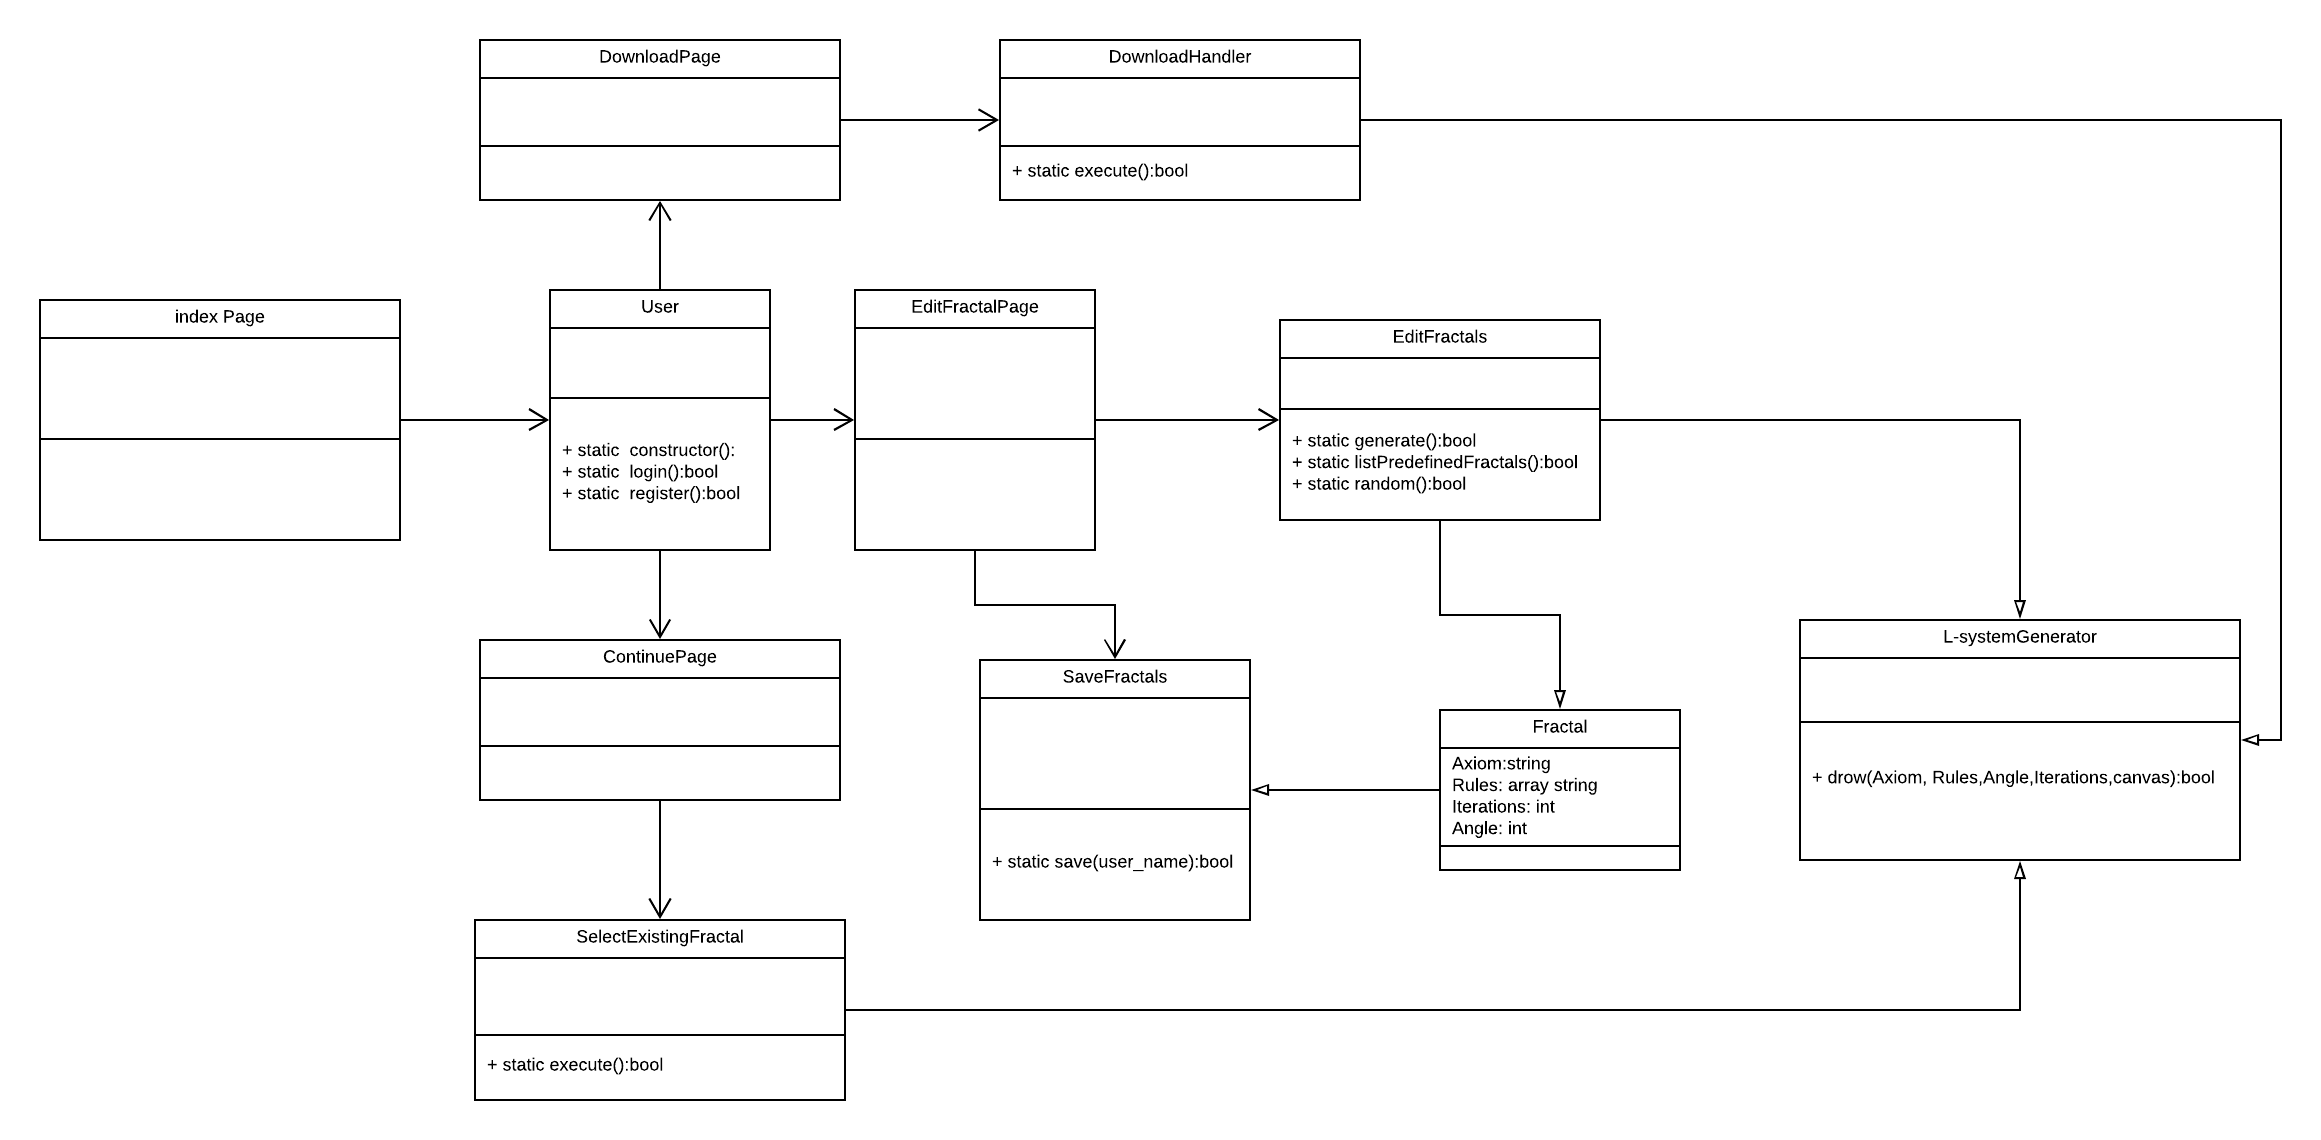 DownloadPage
DownloadHandler
+ static execute():bool
index Page
User
+ static  constructor():
+ static  login():bool
+ static  register():bool
EditFractalPage
EditFractals
+ static generate():bool
+ static listPredefinedFractals():bool
+ static random():bool
ContinuePage
SaveFractals
+ static save(user_name):bool
Fractal
Axiom:string
Rules: array string
Iterations: int
Angle: int
L-systemGenerator
+ drow(Axiom, Rules,Angle,Iterations,canvas):bool
SelectExistingFractal
+ static execute():bool